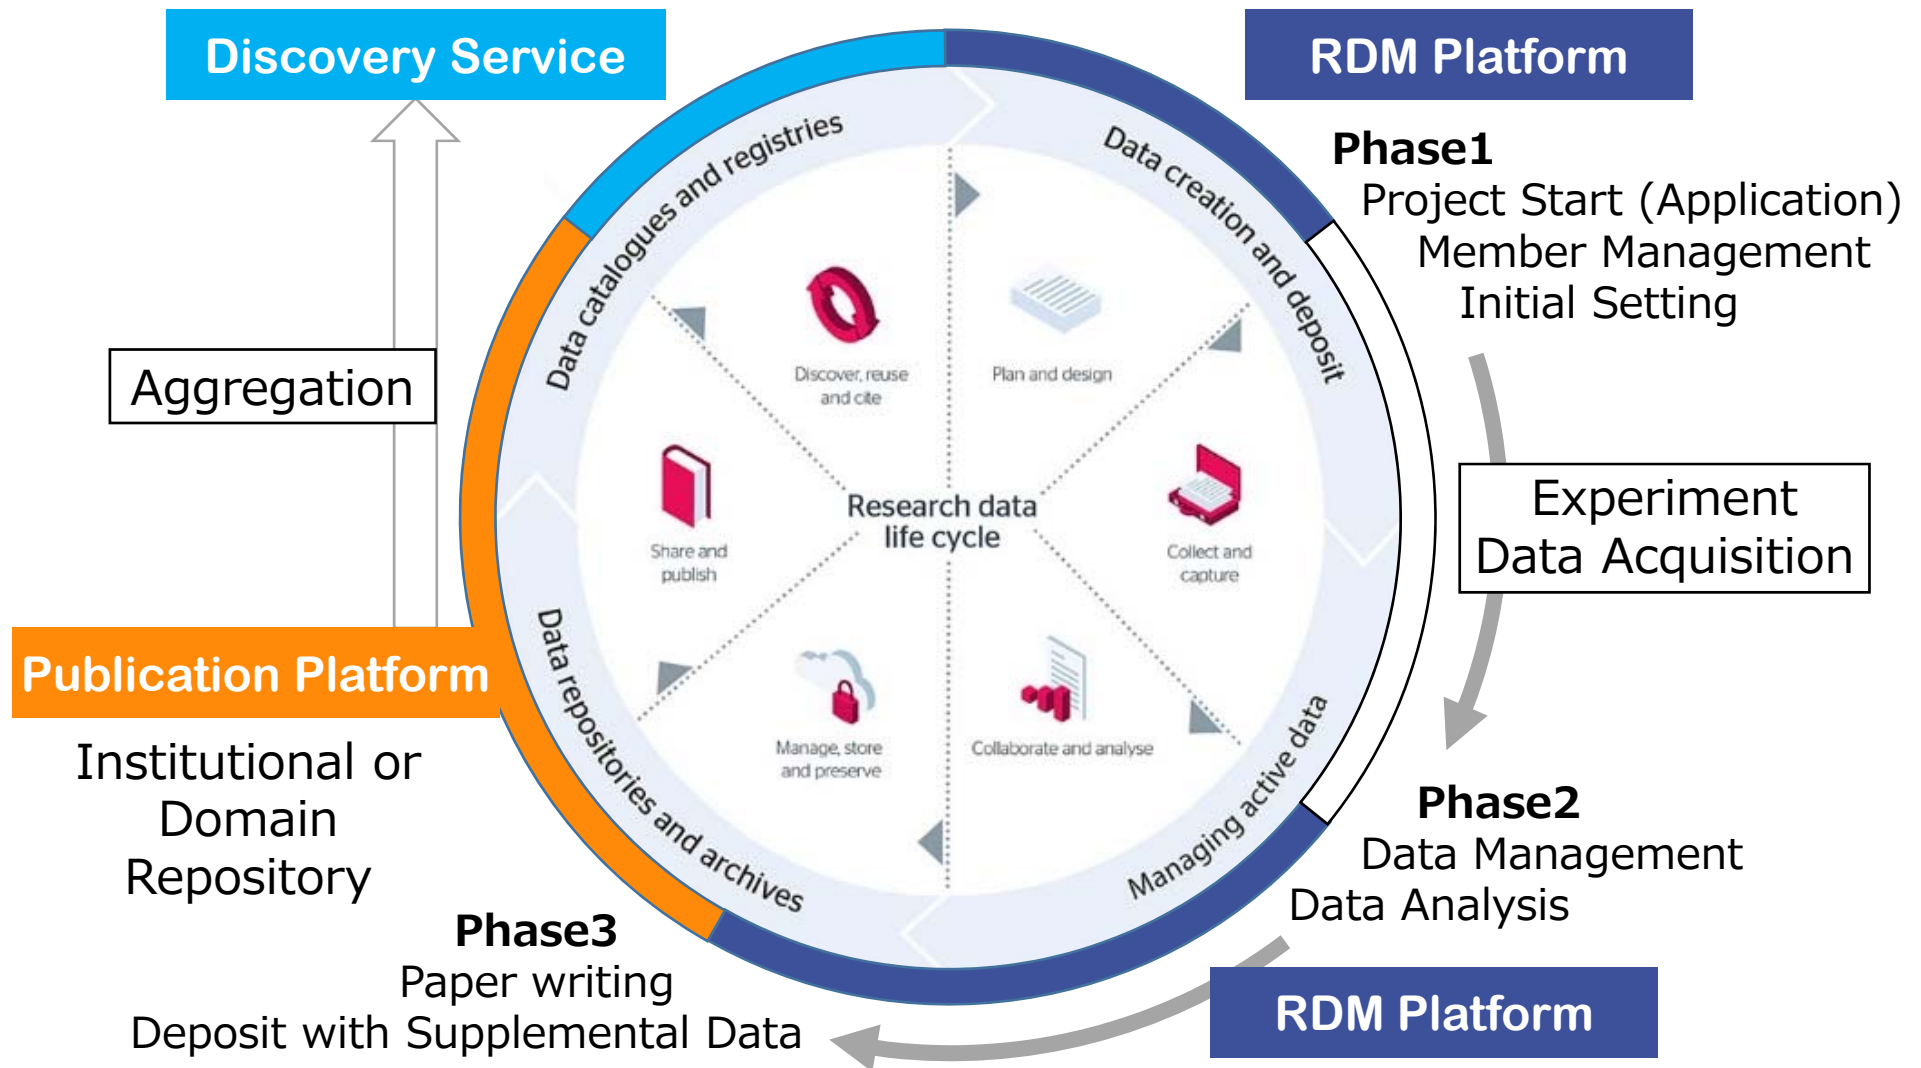 Discovery Service
RDM Platform
Phase1
Project Start (Application)
Member Management
Initial Setting
Data catalogues and registries
Data creation and deposit
Discover, reuse
and cite
Plan and design
Aggregation
Experiment
Data Acquisition
Research data
life cycle
Share and
publish
Collect and
capture
Publication Platform
Institutional or
Domain
Repository
Manage, store
and preserve
Collaborate and analyse
Data repositories and archives
Managing active data
Phase2
Data Management
Data Analysis
Phase3
Paper writing
Deposit with Supplemental Data
RDM Platform